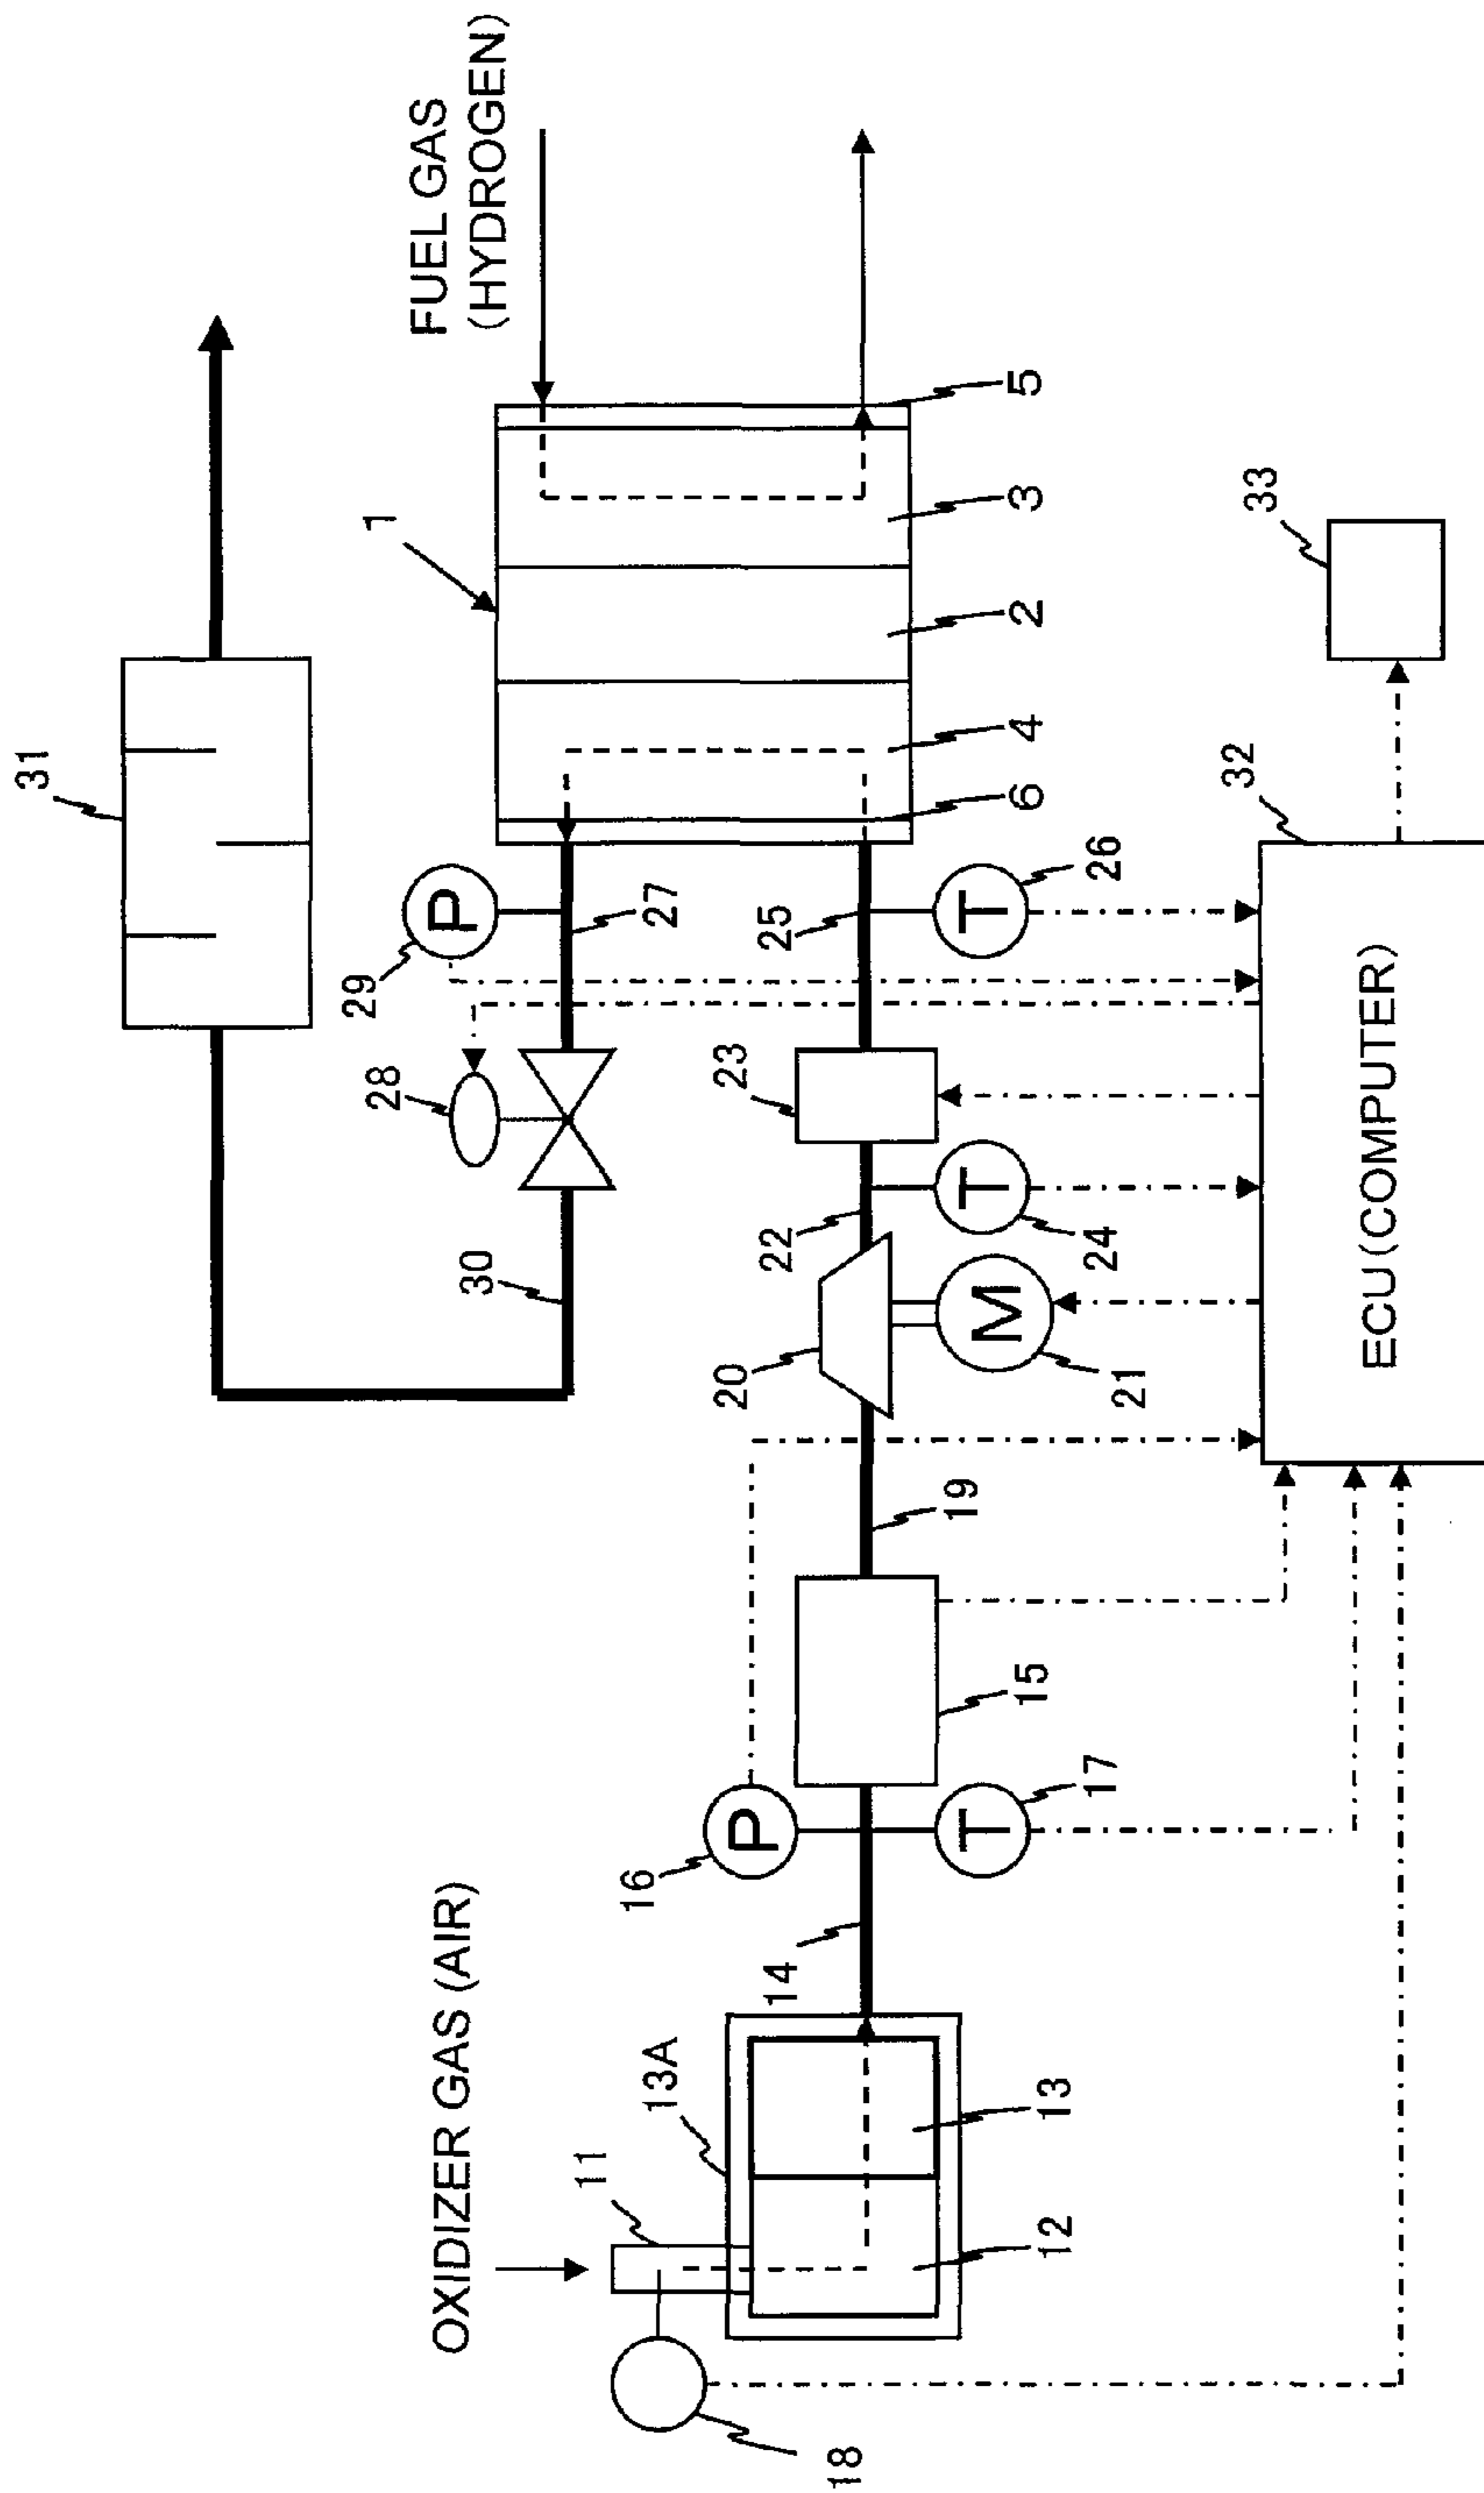 31
FUEL GAS
(HYDROGEN)
1
29
P
28
27
30
5
3
2
4
6
25
T
26
23
22
T
24
20
M
21
33
32
ECU(COMPUTER)
19
OXIDIZER GAS (AIR)
16
P
15
T
17
14
13A
11
13
12
18